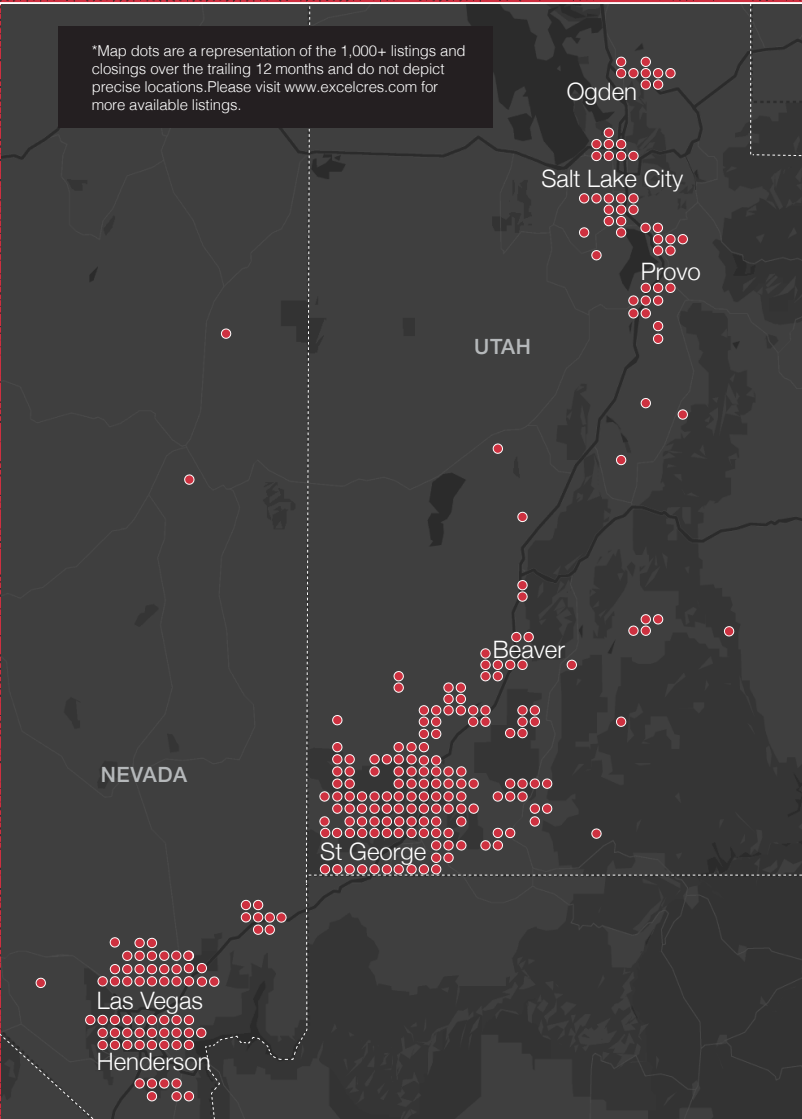 *Map dots are a representation of the 1,000+ listings and
closings over the trailing 12 months and do not depict
precise locations.Please visit www.excelcres.com for
more available listings.
Ogden
Salt Lake City
Provo
UTAH
Beaver
NEVADA
St George
Las Vegas
Henderson